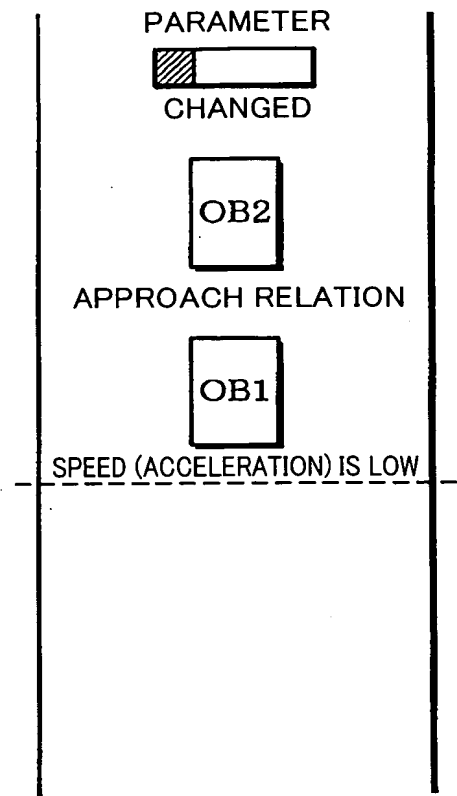 PARAMETER
CHANGED
OB2
APPROACH RELATION
OB1
SPEED (ACCELERATION) IS LOW